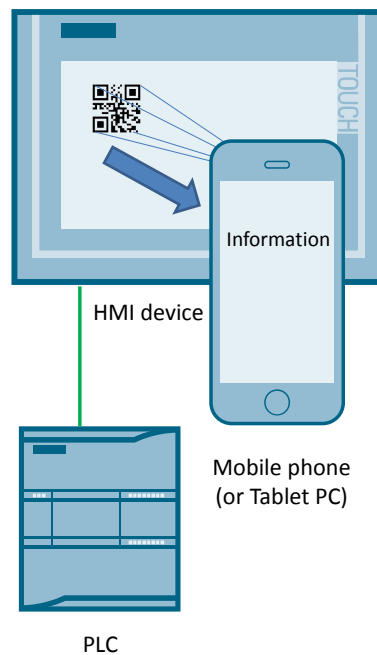 TOUCH
Information
HMI device
Mobile phone
(or Tablet PC)
PLC